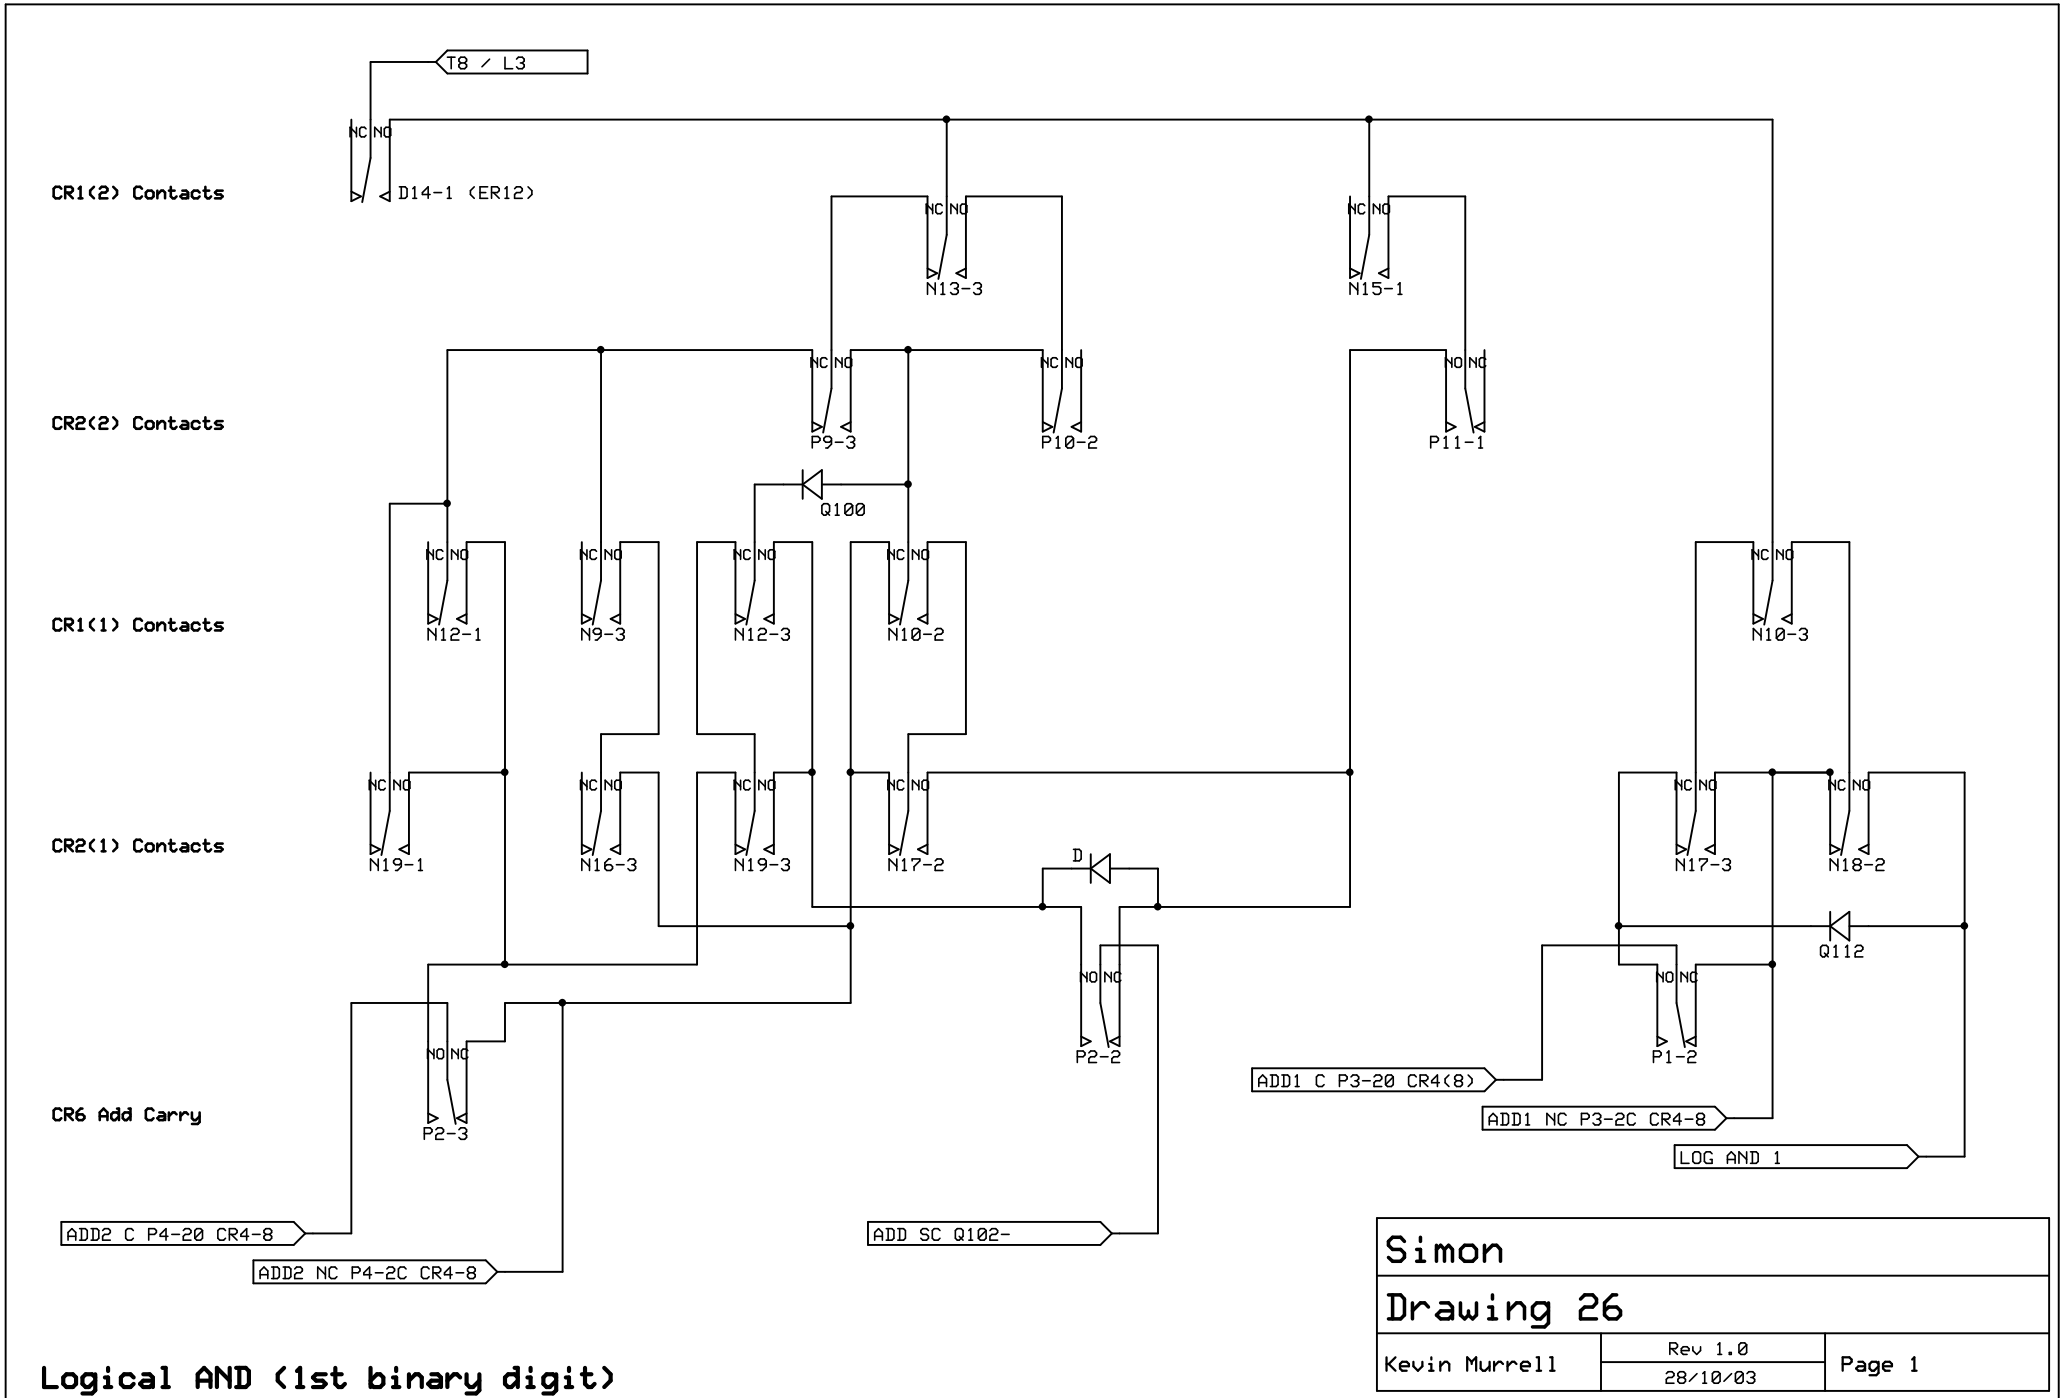 T8 / L3
NC NO
CR1(2) Contacts
D14-1 (ER12)
NC NO
NC NO
N13-3
N15-1
NC NO
NC NO
NO NC
CR2(2) Contacts
P9-3
P10-2
P11-1
Q100
NC NO
NC NO
NC NO
NC NO
NC NO
CR1(1) Contacts
N12-1
N9-3
N12-3
N10-2
N10-3
NC NO
NC NO
NC NO
NC NO
NC NO
NC NO
CR2(1) Contacts
N19-1
N16-3
N19-3
N17-2
D
N17-3
N18-2
Q112
NO NC
NO NC
NO NC
P2-2
P1-2
ADD1 C P3-20 CR4(8)
CR6 Add Carry
ADD1 NC P3-2C CR4-8
P2-3
LOG AND 1
ADD2 C P4-20 CR4-8
ADD SC Q102-
ADD2 NC P4-2C CR4-8
Simon
Drawing 26
Kevin Murrell
Rev 1.0
28/10/03
Page 1
Logical AND (1st binary digit)